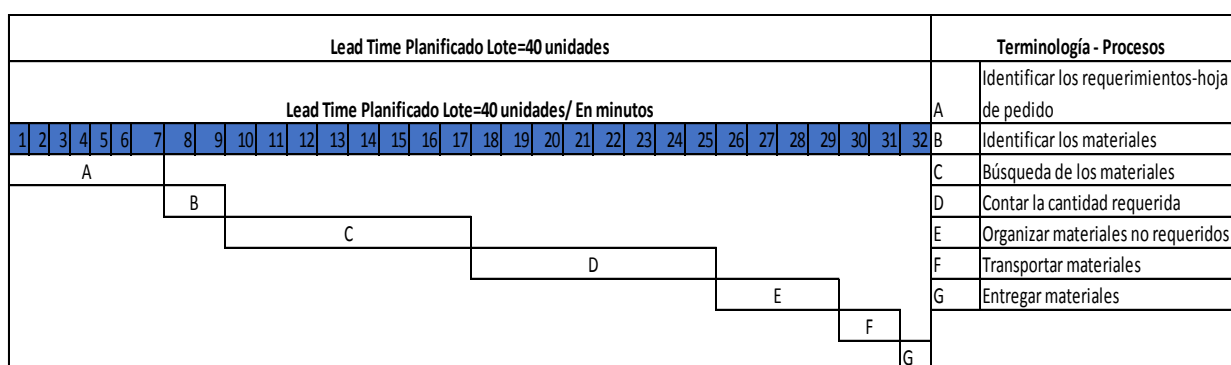 Lead Time Planificado Lote=40 unidades
Terminología - Procesos
Lead Time Planificado Lote=40 unidades/ En minutos
A
Identificar los requerimientos-hoja
de pedido
1 2 3 4 5 6 7 8 9 10 11 12 13 14 15 16 17 18 19 20 21 22 23 24 25 26 27 28 29 30 31 32
B Identificar los materiales
A
C Búsqueda de los materiales
B
D Contar la cantidad requerida
C
E Organizar materiales no requeridos
D
F Transportar materiales
E
G Entregar materiales
F
G